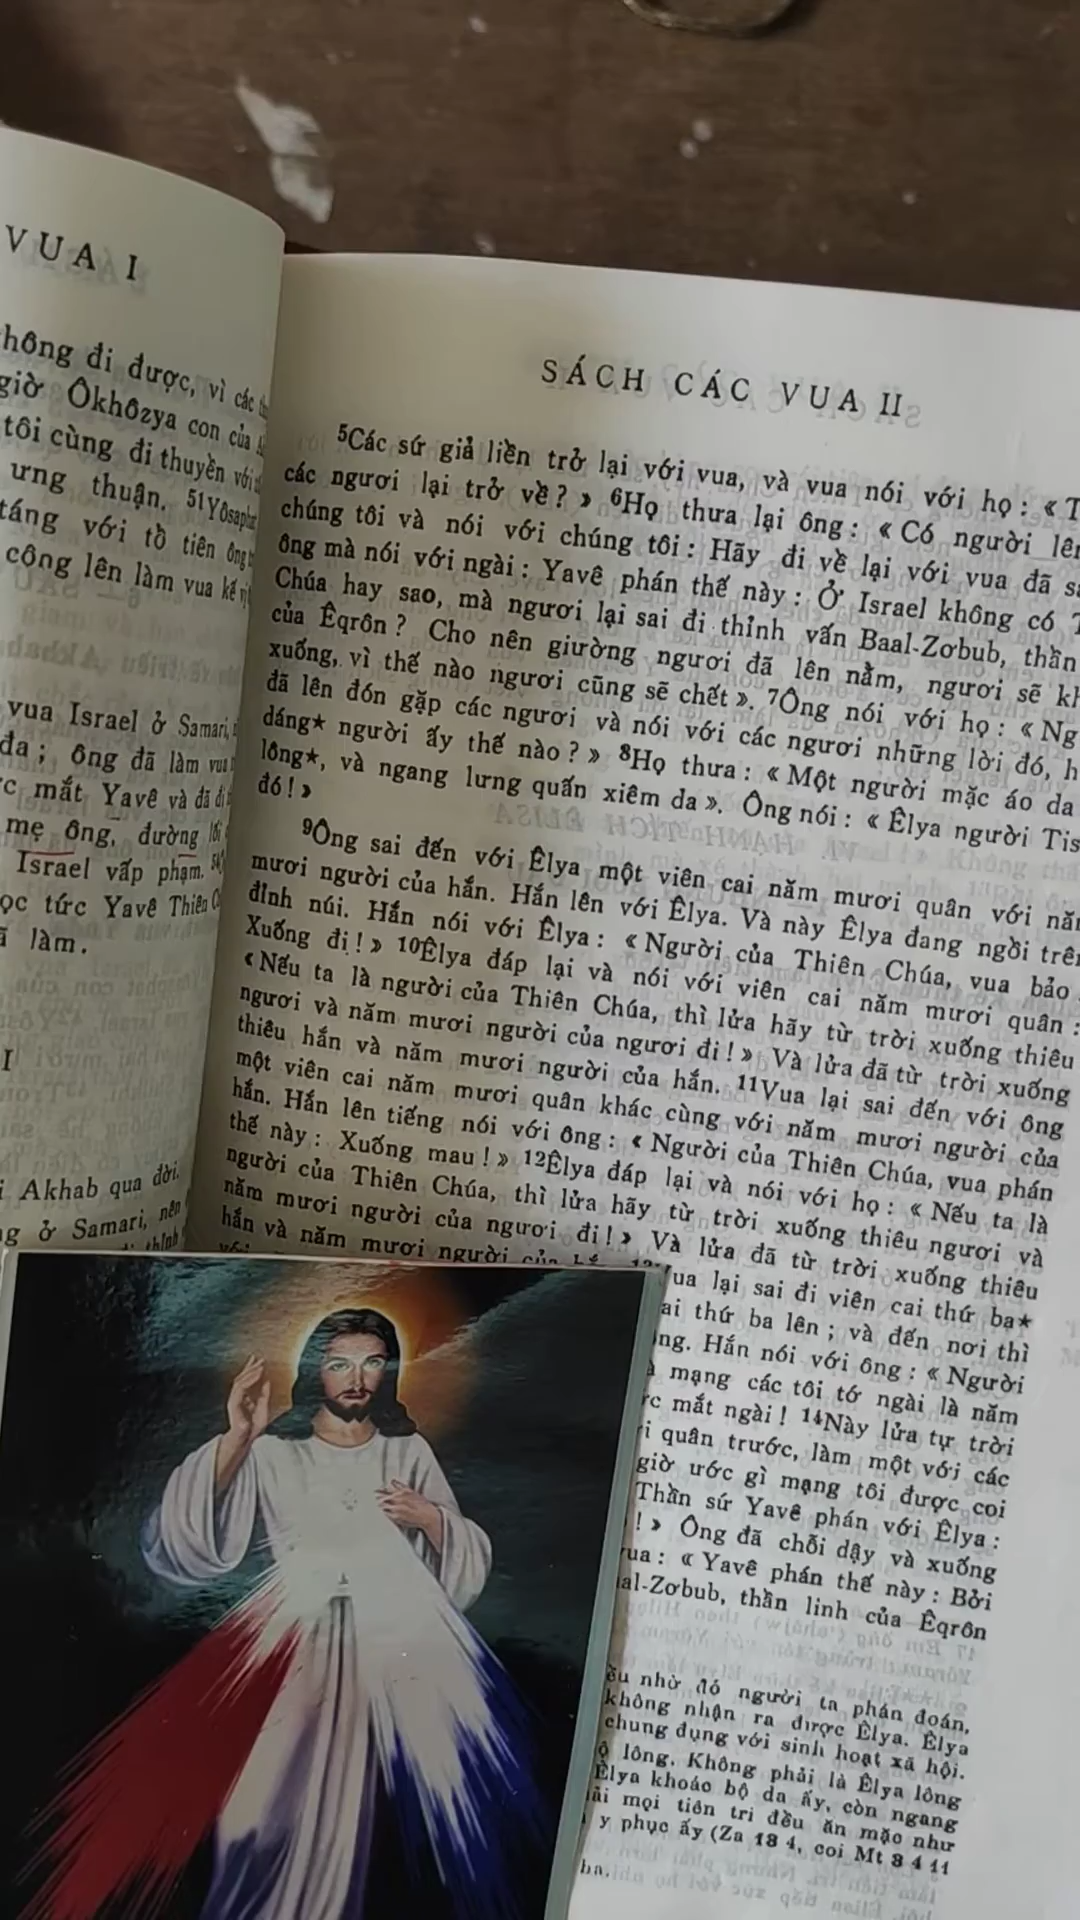 VUA I
không đi được, vì các
giờ Ôkhôzya con của
tôi cùng đi thuyền với
ưng thuận. 51Yôsaphat
táng với tổ tiên ông
cộng lên làm vua kế vị
vua Israel ở Samari,
đa ; ông đã làm vua
mắt Yavê và đã đi
mẹ ông, đường lối
Israel vấp phạm.
tức Yavê Thiên
làm.
I
Akhab qua đời.
ở Samari, nên
thỉnh
SÁCH CÁC VUA II
5Các sứ giả liền trở lại với vua, và vua nói với họ : «
các ngươi lại trở về ? » 6Họ thưa lại ông : « Có người lên
chúng tôi và nói với chúng tôi : Hãy đi về lại với vua đã
ông mà nói với ngài : Yavê phán thế này : Ở Israel không có
Chúa hay sao, mà ngươi lại sai đi thỉnh vấn Baal-Zơbub, thần
của Êqrôn ? Cho nên giường ngươi đã lên nằm, ngươi sẽ
xuống, vì thế nào ngươi cũng sẽ chết ». 7Ông nói với họ : «
đã lên đón gặp các ngươi và nói với các ngươi những lời đó,
dáng★ người ấy thế nào ? » 8Họ thưa : « Một người mặc áo da
lông★, và ngang lưng quấn xiêm da ». Ông nói : « Êlya người
đó ! »
9Ông sai đến với Êlya một viên cai năm mươi quân với năm
mươi người của hắn. Hắn lên với Êlya. Và này Êlya đang ngồi trên
đỉnh núi. Hắn nói với Êlya : « Người của Thiên Chúa, vua bảo
Xuống đi ! » 10Êlya đáp lại và nói với viên cai năm mươi quân :
« Nếu ta là người của Thiên Chúa, thì lửa hãy từ trời xuống thiêu
ngươi và năm mươi người của ngươi đi ! » Và lửa đã từ trời xuống
thiêu hắn và năm mươi người của hắn. 11Vua lại sai đến với ông
một viên cai năm mươi quân khác cùng với năm mươi người của
hắn. Hắn lên tiếng nói với ông : « Người của Thiên Chúa, vua phán
thế này : Xuống mau ! » 12Êlya đáp lại và nói với họ : « Nếu ta là
người của Thiên Chúa, thì lửa hãy từ trời xuống thiêu ngươi và
năm mươi người của ngươi đi ! » Và lửa đã từ trời xuống thiêu
hắn và năm mươi người của
lại sai đi viên cai thứ ba★
thứ ba lên ; và đến nơi thì
Hắn nói với ông : « Người
mạng các tôi tớ ngài là năm
mắt ngài ! 14Này lửa tự trời
quân trước, làm một với các
giờ ước gì mạng tôi được coi
Thần sứ Yavê phán với Êlya :
! » Ông đã chỗi dậy và xuống
vua : « Yavê phán thế này : Bởi
thần linh của Êqrôn
nhờ đó người ta phán đoán,
không nhận ra được Êlya. Êlya
chung đụng với sinh hoạt xã hội.
lông. Không phải là Êlya lông
Êlya khoác bộ da ấy, còn ngang
mọi tiên tri đều ăn mặc như
y phục ấy (Za 13 4, coi Mt 3 4 11